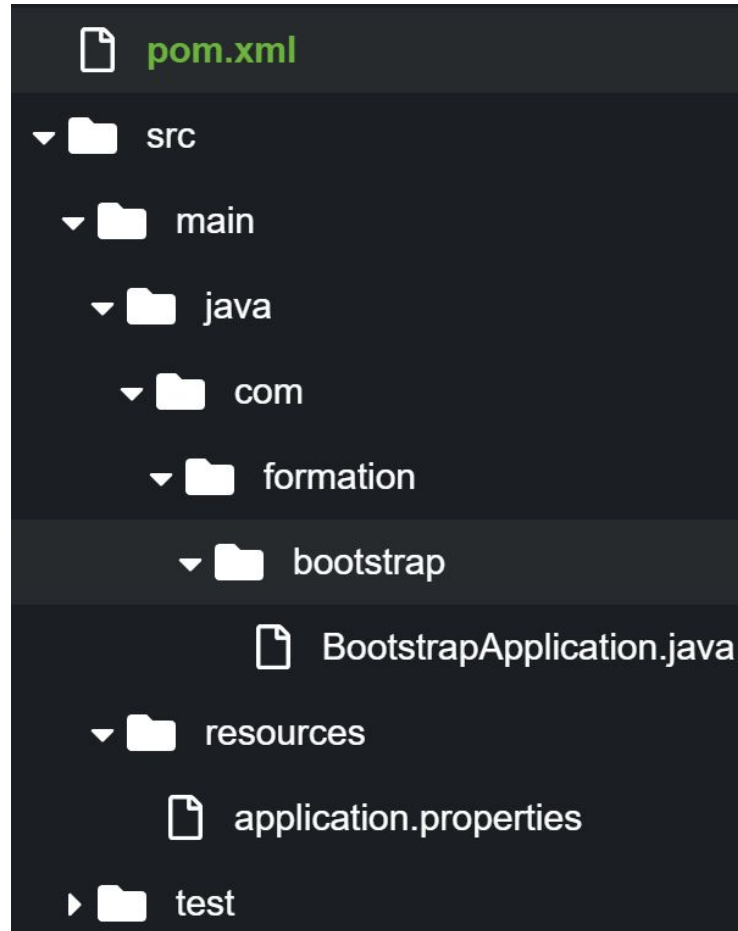 pom.xml
src
main
java
com
formation
bootstrap
BootstrapApplication.java
resources
application.properties
test